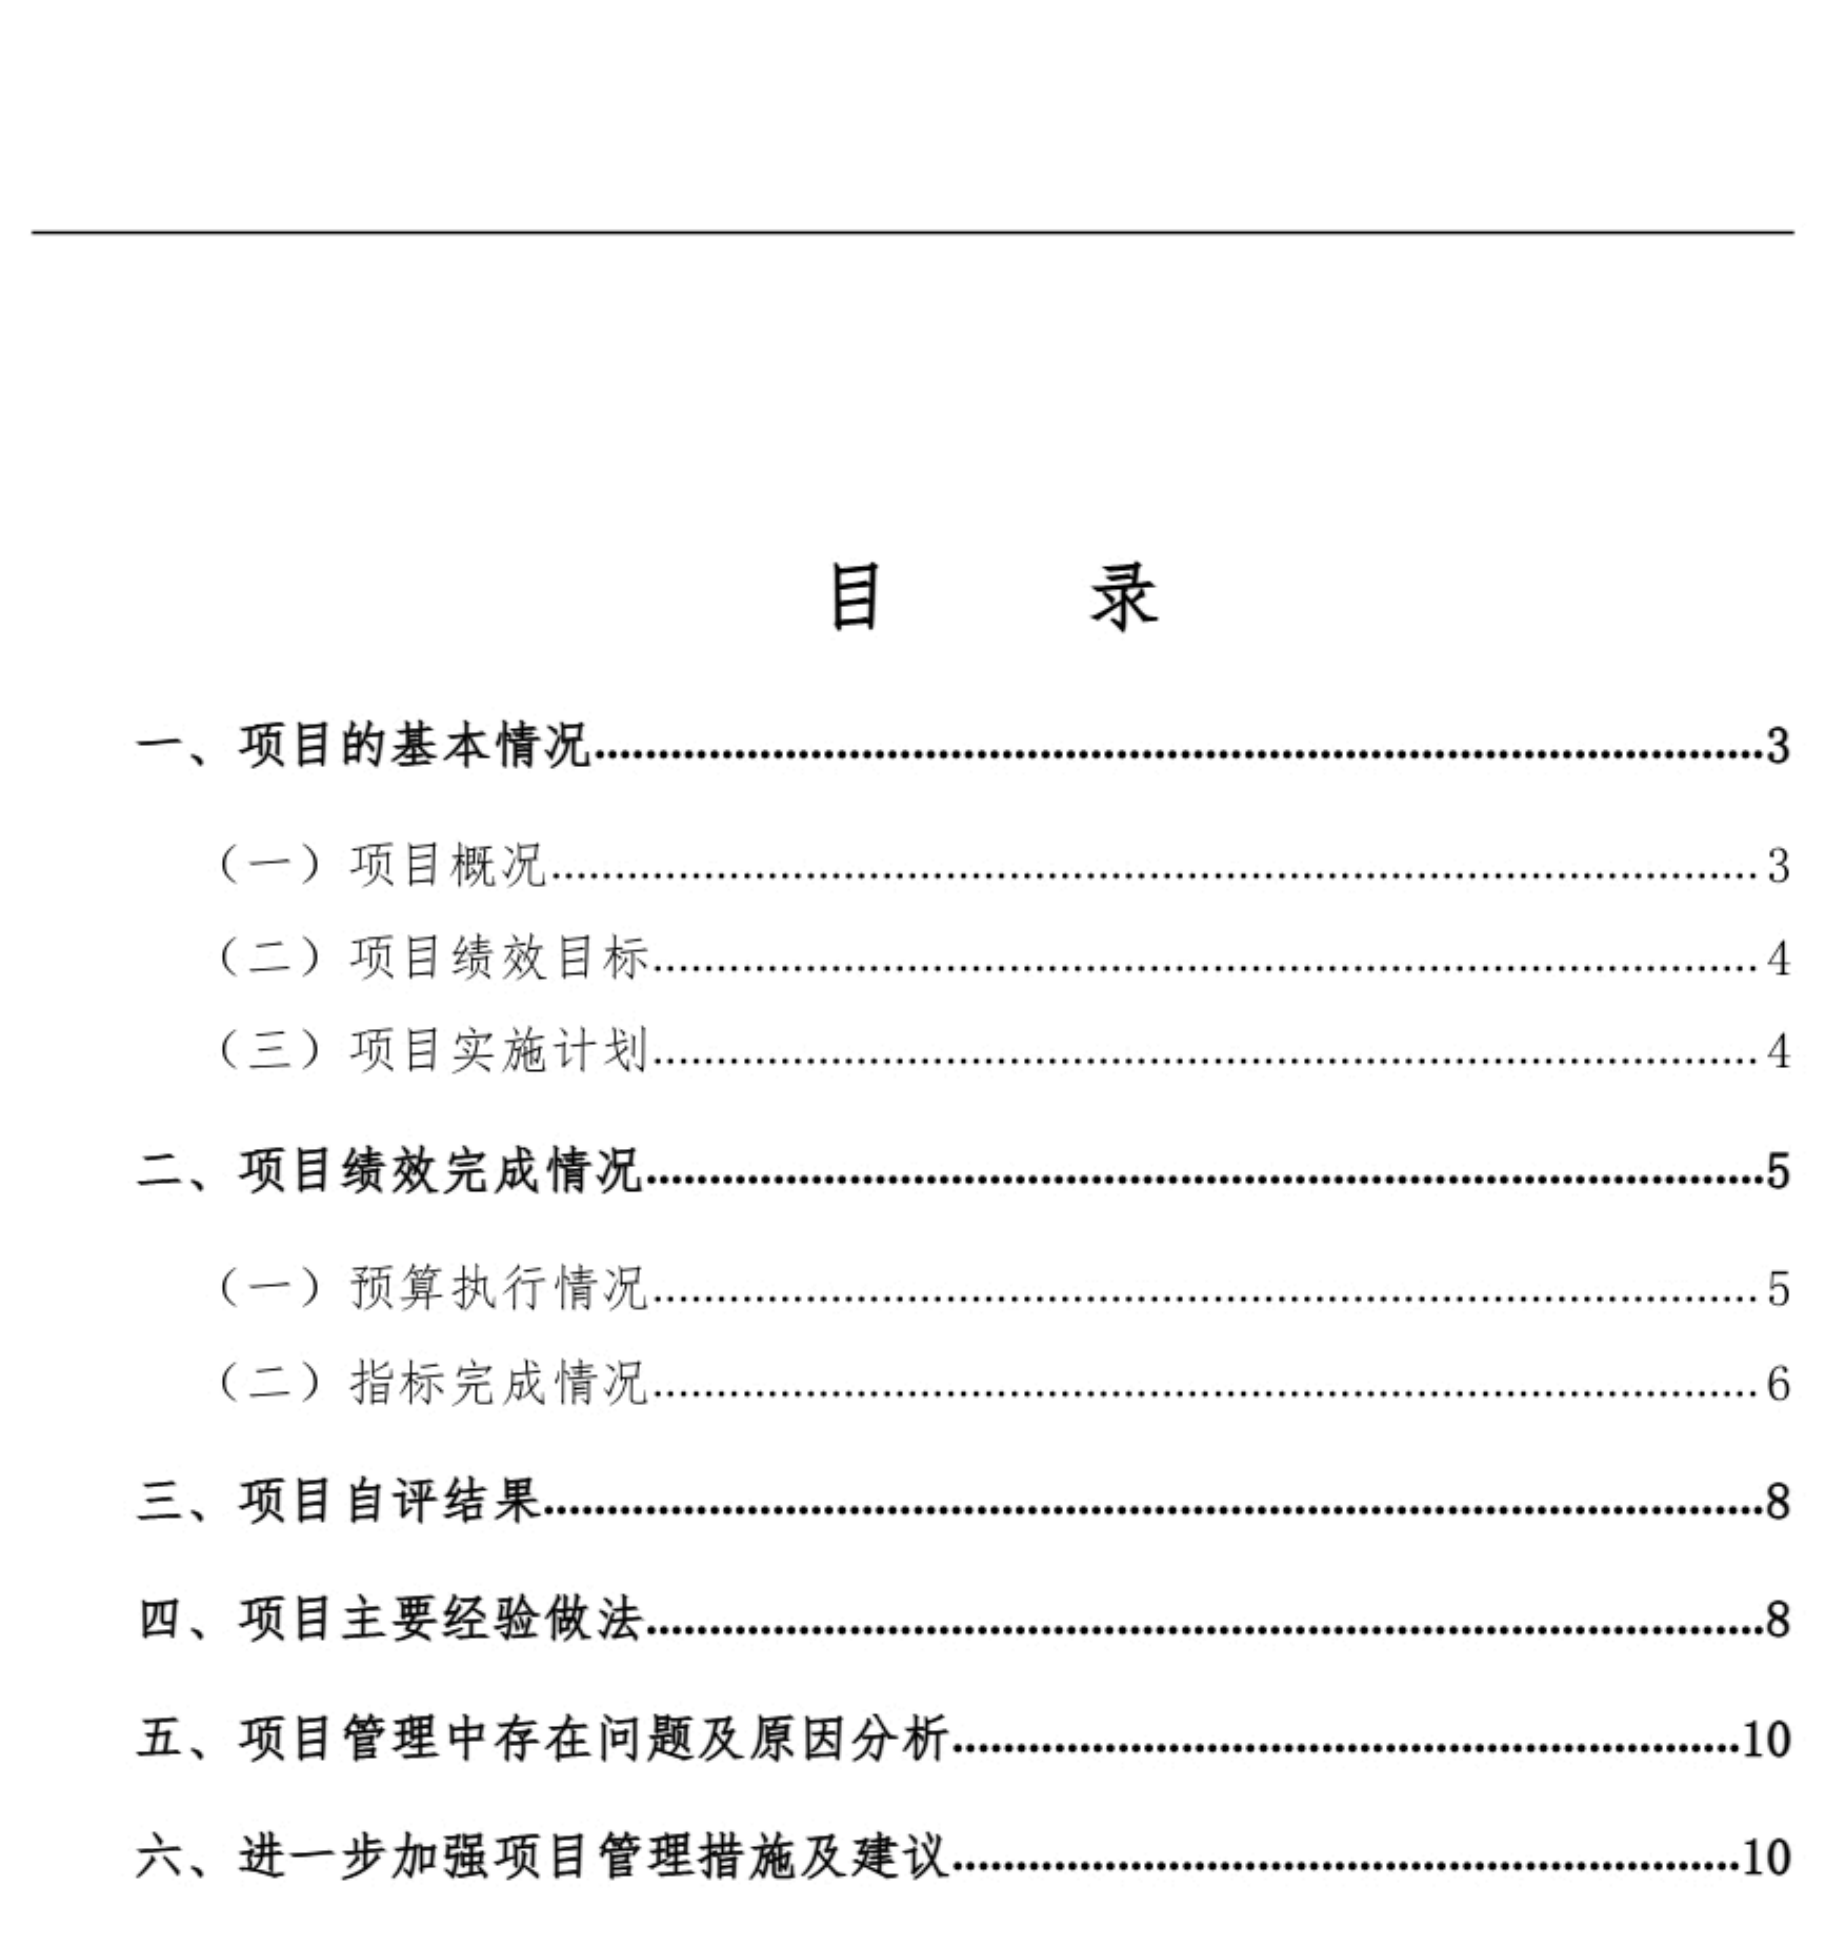 目 录
一、项目的基本情况........................................3
（一）项目概况........................................3
（二）项目绩效目标........................................4
（三）项目实施计划........................................4
二、项目绩效完成情况........................................5
（一）预算执行情况........................................5
（二）指标完成情况........................................6
三、项目自评结果........................................8
四、项目主要经验做法........................................8
五、项目管理中存在问题及原因分析........................................10
六、进一步加强项目管理措施及建议........................................10